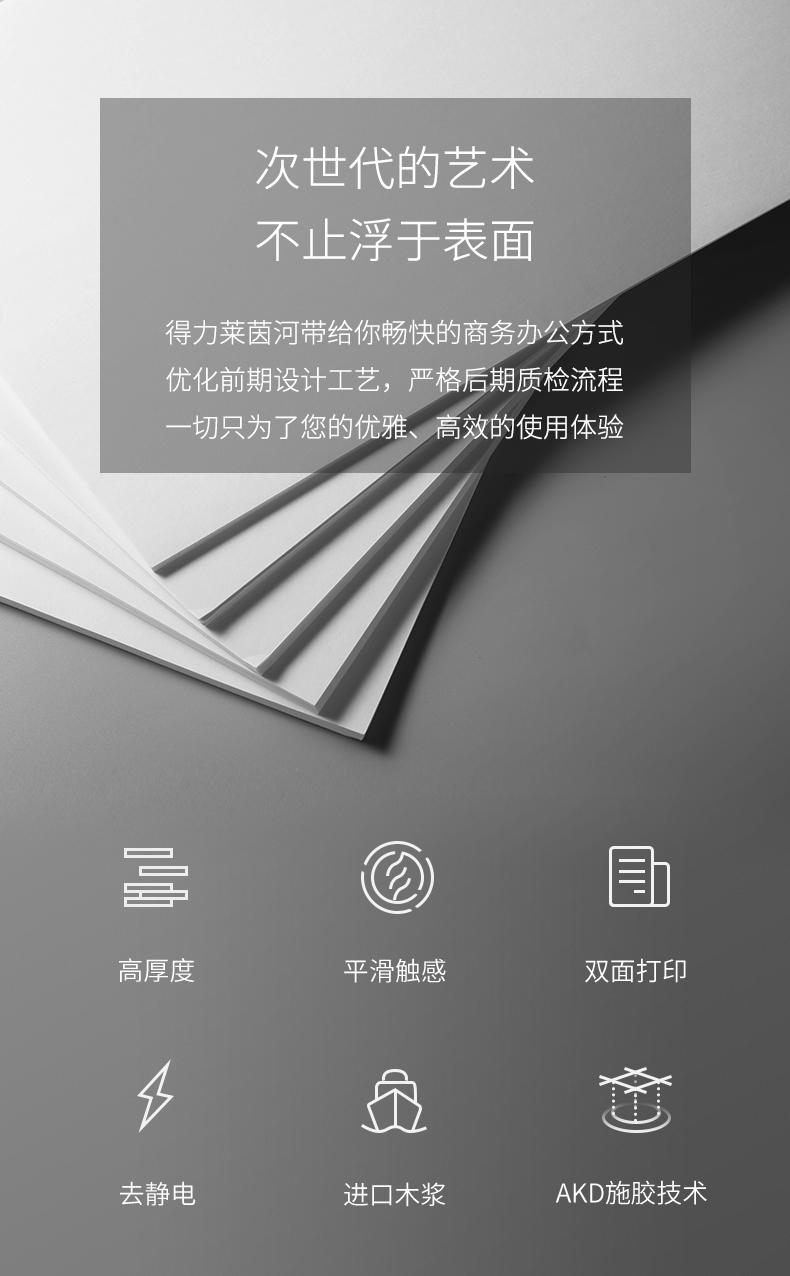 次世代的艺术
不止浮于表面
得力莱茵河带给你畅快的商务办公方式
优化前期设计工艺，严格后期质检流程
一切只为了您的优雅、高效的使用体验
高厚度
平滑触感
双面打印
去静电
进口木浆
AKD施胶技术